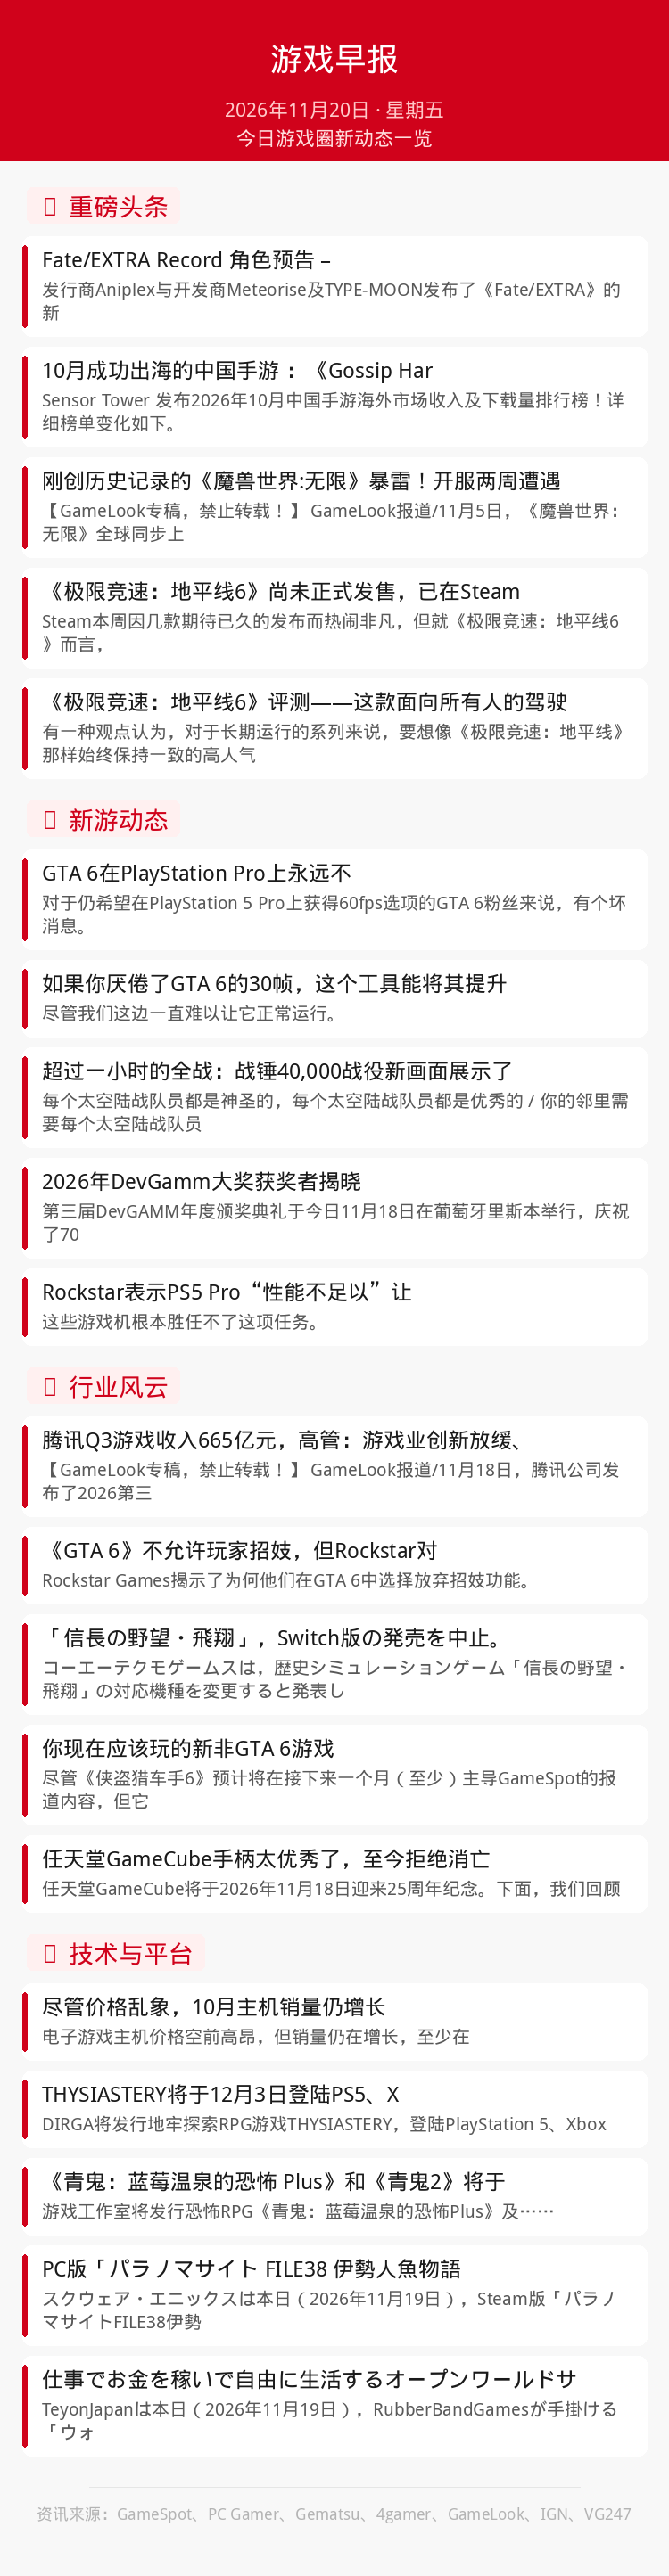 游戏早报
2026年11月20日 · 星期五
今日游戏圈新动态一览
重磅头条
Fate/EXTRA Record 角色预告 –
发行商Aniplex与开发商Meteorise及TYPE-MOON发布了《Fate/EXTRA》的
新
10月成功出海的中国手游 ：《Gossip Har
Sensor Tower 发布2026年10月中国手游海外市场收入及下载量排行榜！详
细榜单变化如下。
刚创历史记录的《魔兽世界:无限》暴雷！开服两周遭遇
【GameLook专稿，禁止转载！】GameLook报道/11月5日，《魔兽世界：
无限》全球同步上
《极限竞速：地平线6》尚未正式发售，已在Steam
Steam本周因几款期待已久的发布而热闹非凡，但就《极限竞速：地平线6
》而言，
《极限竞速：地平线6》评测——这款面向所有人的驾驶
有一种观点认为，对于长期运行的系列来说，要想像《极限竞速：地平线》
那样始终保持一致的高人气
新游动态
GTA 6在PlayStation Pro上永远不
对于仍希望在PlayStation 5 Pro上获得60fps选项的GTA 6粉丝来说，有个坏
消息。
如果你厌倦了GTA 6的30帧，这个工具能将其提升
尽管我们这边一直难以让它正常运行。
超过一小时的全战：战锤40,000战役新画面展示了
每个太空陆战队员都是神圣的，每个太空陆战队员都是优秀的 / 你的邻里需
要每个太空陆战队员
2026年DevGamm大奖获奖者揭晓
第三届DevGAMM年度颁奖典礼于今日11月18日在葡萄牙里斯本举行，庆祝
了70
Rockstar表示PS5 Pro“性能不足以”让
这些游戏机根本胜任不了这项任务。
行业风云
腾讯Q3游戏收入665亿元，高管：游戏业创新放缓、
【GameLook专稿，禁止转载！】GameLook报道/11月18日，腾讯公司发
布了2026第三
《GTA 6》不允许玩家招妓，但Rockstar对
Rockstar Games揭示了为何他们在GTA 6中选择放弃招妓功能。
「信長の野望・飛翔」，Switch版の発売を中止。
コーエーテクモゲームスは，歴史シミュレーションゲーム「信長の野望・
飛翔」の対応機種を変更すると発表し
你现在应该玩的新非GTA 6游戏
尽管《侠盗猎车手6》预计将在接下来一个月（至少）主导GameSpot的报
道内容，但它
任天堂GameCube手柄太优秀了，至今拒绝消亡
任天堂GameCube将于2026年11月18日迎来25周年纪念。下面，我们回顾
技术与平台
尽管价格乱象，10月主机销量仍增长
电子游戏主机价格空前高昂，但销量仍在增长，至少在
THYSIASTERY将于12月3日登陆PS5、X
DIRGA将发行地牢探索RPG游戏THYSIASTERY，登陆PlayStation 5、Xbox
《青鬼：蓝莓温泉的恐怖 Plus》和《青鬼2》将于
游戏工作室将发行恐怖RPG《青鬼：蓝莓温泉的恐怖Plus》及……
PC版「パラノマサイト FILE38 伊勢人魚物語
スクウェア・エニックスは本日（2026年11月19日），Steam版「パラノ
マサイトFILE38伊勢
仕事でお金を稼いで自由に生活するオープンワールドサ
TeyonJapanは本日（2026年11月19日），RubberBandGamesが手掛ける
「ウォ
资讯来源：GameSpot、PC Gamer、Gematsu、4gamer、GameLook、IGN、VG247